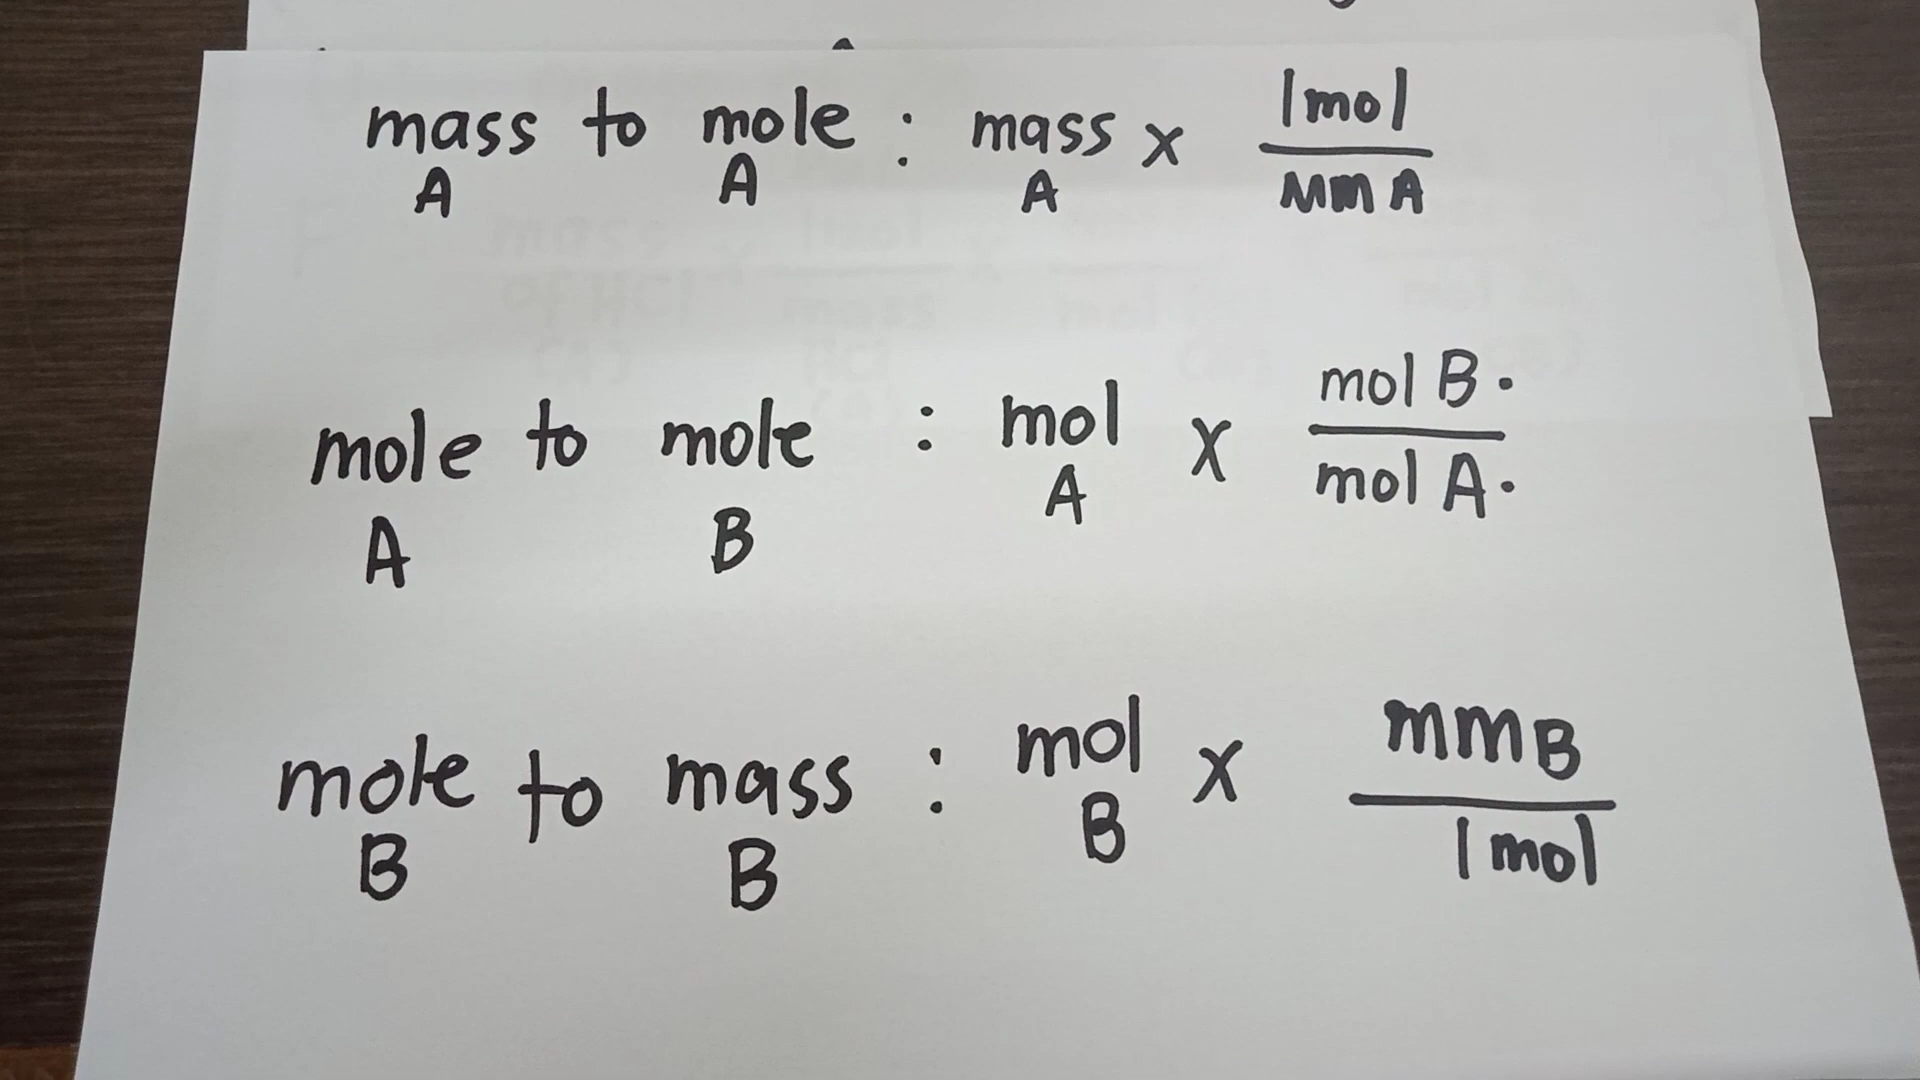 mass to mole : mass x 1mol
A A A MM A
mole to mole : mol x mol B.
A B A mol A.
mole to mass : mol x MMB
B B B 1mol